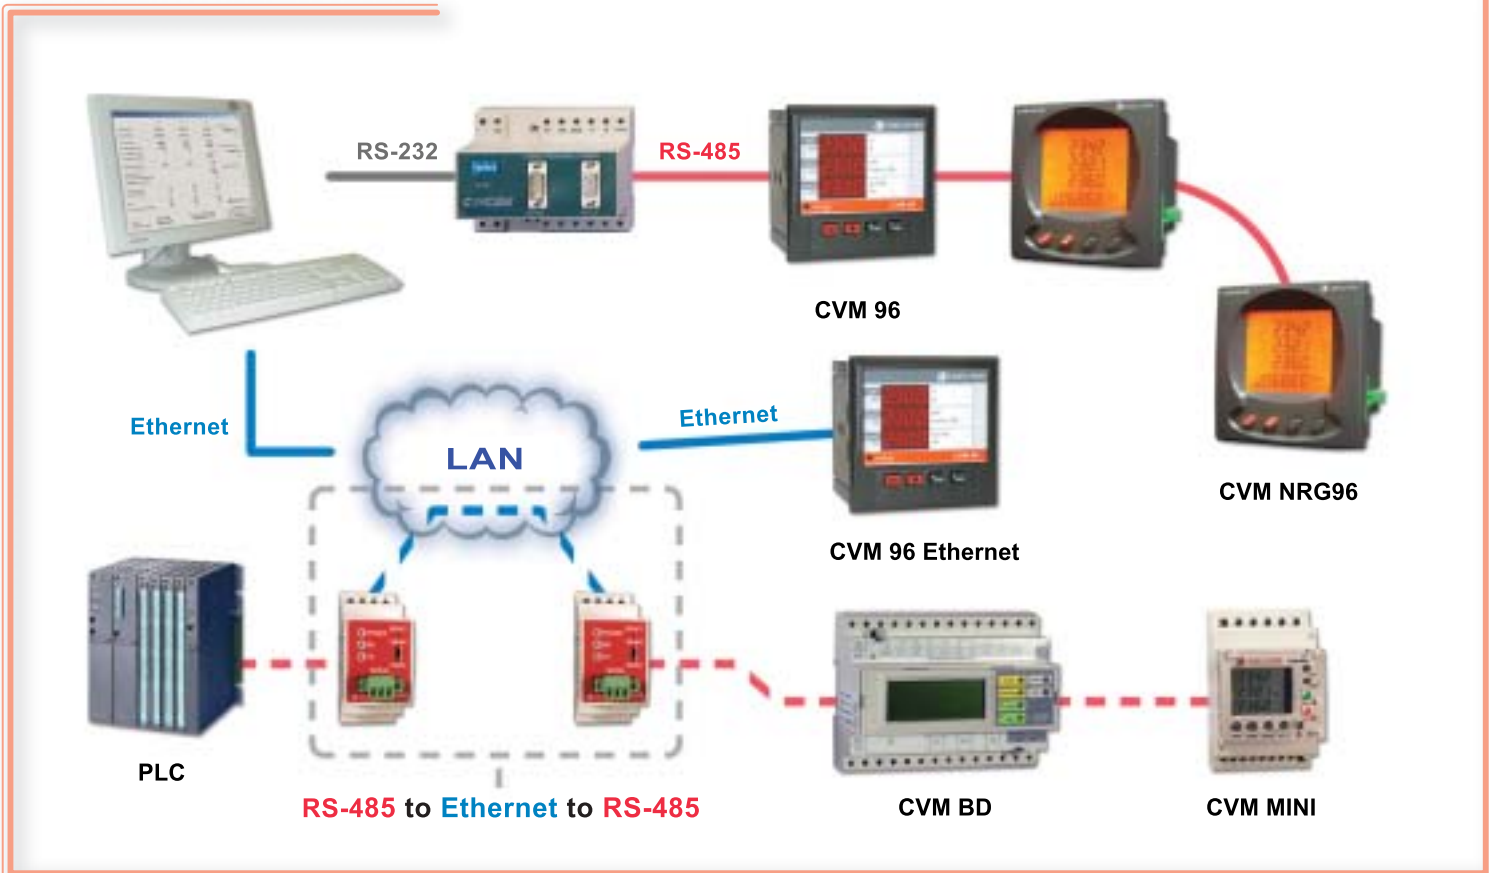 RS-232
RS-485
CVM 96
Ethernet
LAN
Ethernet
CVM NRG96
CVM 96 Ethernet
PLC
RS-485 to Ethernet to RS-485
CVM BD
CVM MINI